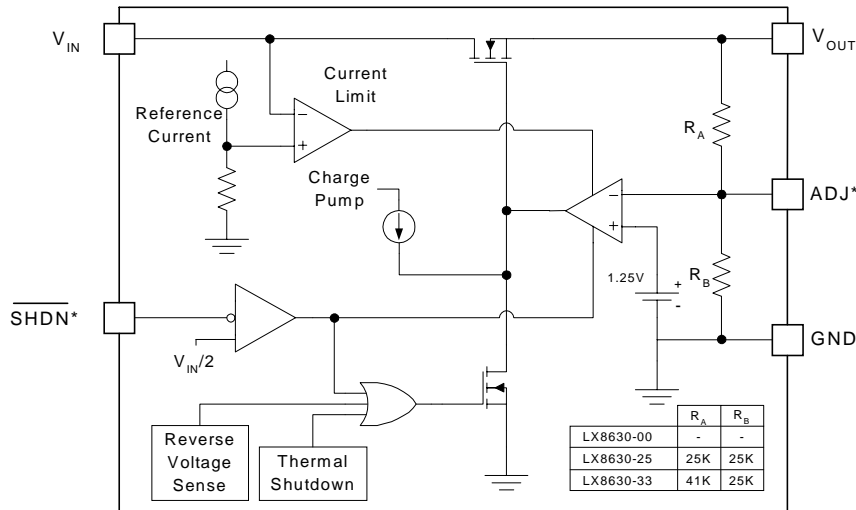 V_IN
V_OUT
Current
Limit
Reference
Current
−
+
R_A
Charge
Pump
−
+
ADJ*
1.25V
+
-
R_B
SHDN*
V_IN/2
GND
Reverse
Voltage
Sense
Thermal
Shutdown
R_A R_B
LX8630-00 - -
LX8630-25 25K 25K
LX8630-33 41K 25K